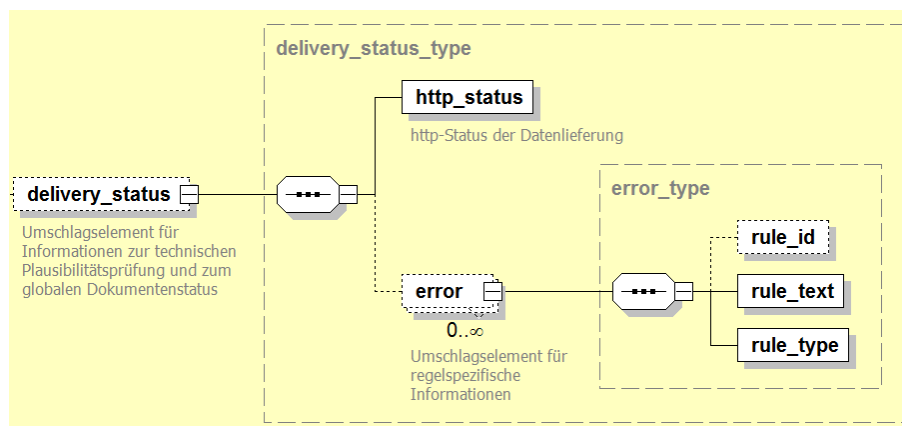 delivery_status_type
http_status
http-Status der Datenlieferung
delivery_status
Umschlagselement für
Informationen zur technischen
Plausibilitätsprüfung und zum
globalen Dokumentenstatus
error_type
rule_id
error
rule_text
0..∞
rule_type
Umschlagselement für
regelspezifische
Informationen